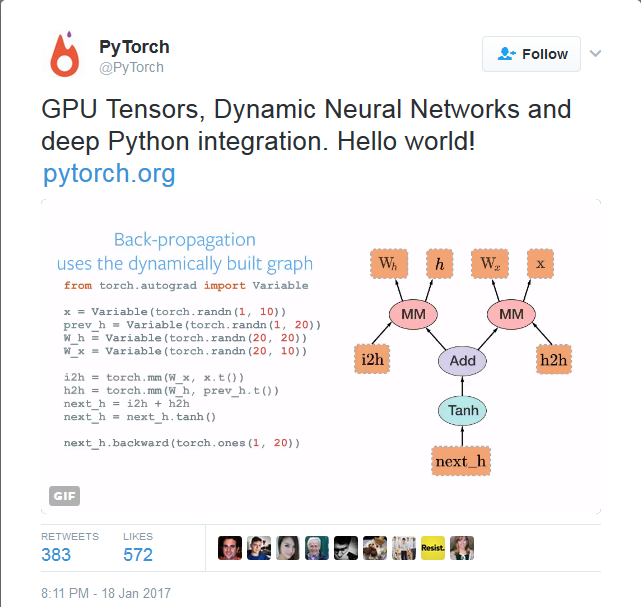 PyTorch
@PyTorch
Follow
GPU Tensors, Dynamic Neural Networks and
deep Python integration. Hello world!
pytorch.org
Back-propagation
uses the dynamically built graph
from torch.autograd import Variable
x = Variable(torch.randn(1, 10))
prev_h = Variable(torch.randn(1, 20))
W_h = Variable(torch.randn(20, 20))
W_x = Variable(torch.randn(20, 10))
i2h = torch.mm(W_x, x.t())
h2h = torch.mm(W_h, prev_h.t())
next_h = i2h + h2h
next_h = next_h.tanh()
next_h.backward(torch.ones(1, 20))
W_h h W_x x
MM MM
i2h Add h2h
Tanh
next_h
GIF
RETWEETS LIKES
383 572
Resist.
8:11 PM - 18 Jan 2017